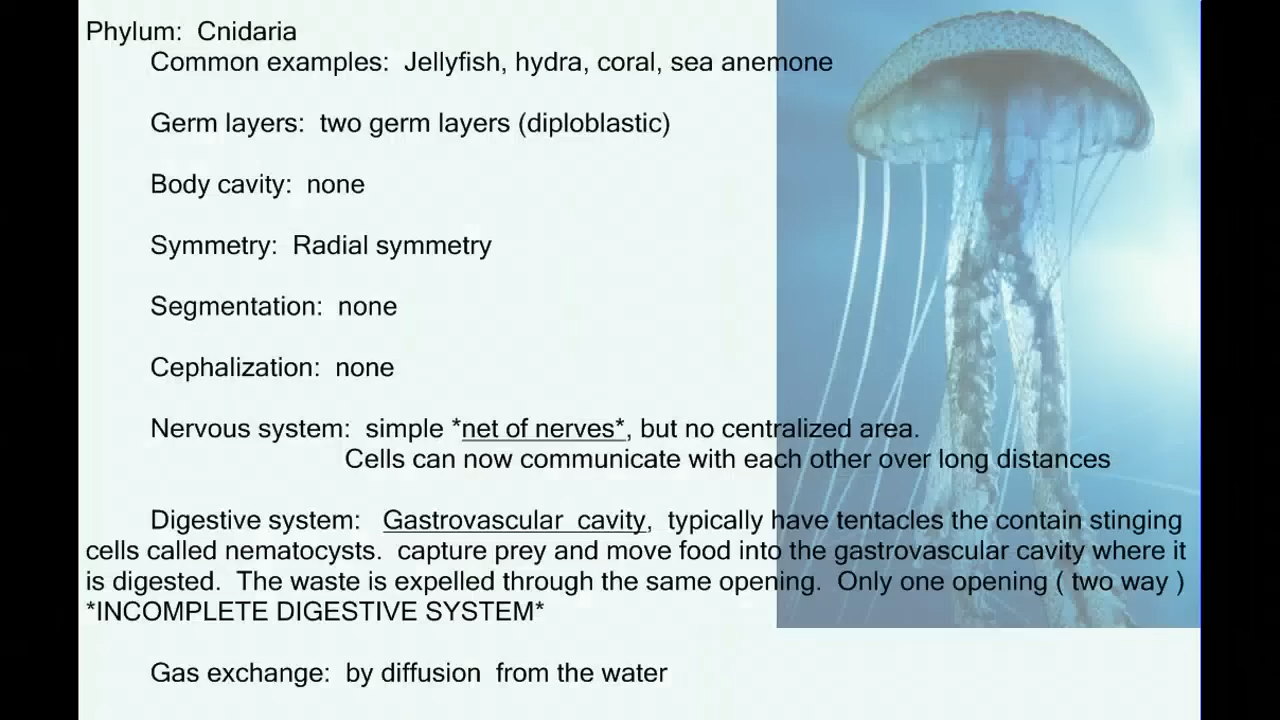 Phylum: Cnidaria
Common examples: Jellyfish, hydra, coral, sea anemone
Germ layers: two germ layers (diploblastic)
Body cavity: none
Symmetry: Radial symmetry
Segmentation: none
Cephalization: none
Nervous system: simple *net of nerves*, but no centralized area.
Cells can now communicate with each other over long distances
Digestive system: Gastrovascular cavity, typically have tentacles the contain stinging
cells called nematocysts. capture prey and move food into the gastrovascular cavity where it
is digested. The waste is expelled through the same opening. Only one opening ( two way )
*INCOMPLETE DIGESTIVE SYSTEM*
Gas exchange: by diffusion from the water